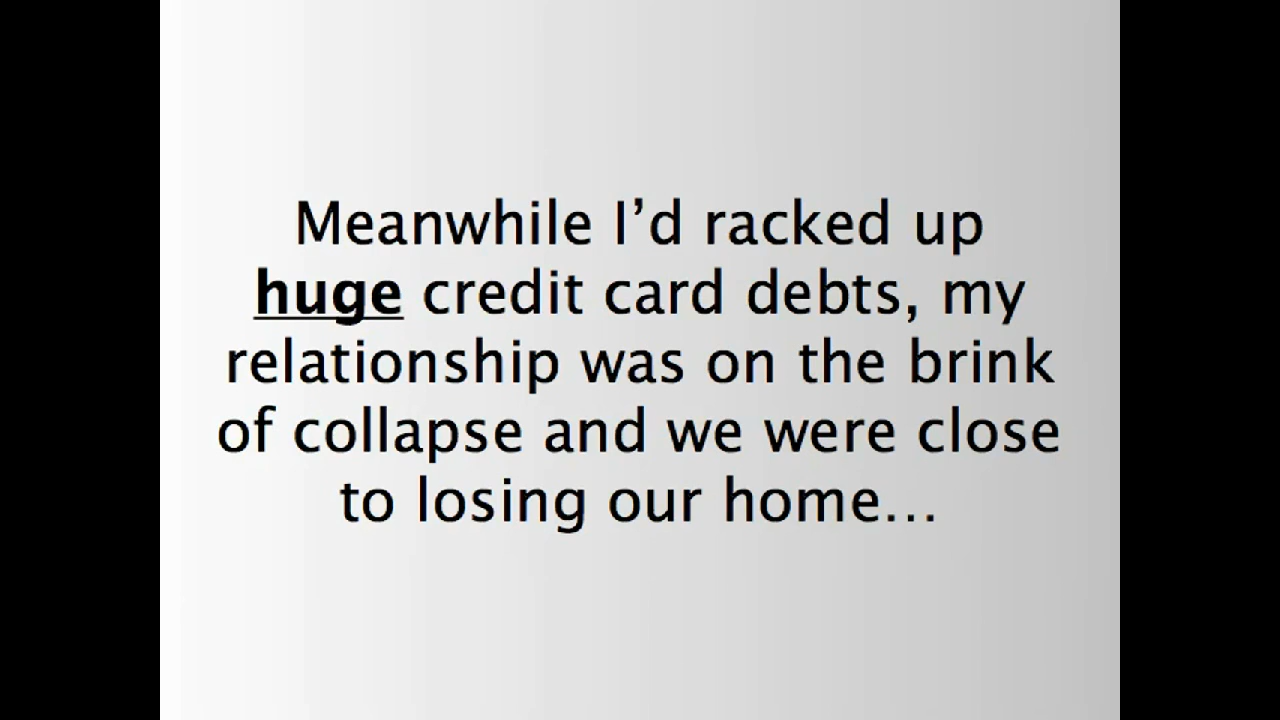 Meanwhile I’d racked up
huge credit card debts, my
relationship was on the brink
of collapse and we were close
to losing our home…